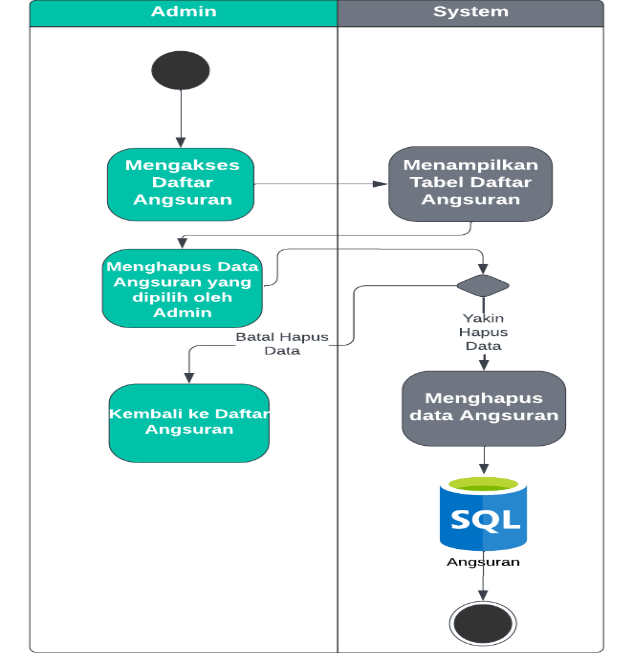 Admin
System
Mengakses
Daftar
Angsuran
Menampilkan
Tabel Daftar
Angsuran
Menghapus Data
Angsuran yang
dipilih oleh
Admin
Yakin
Hapus
Data
Batal Hapus
Data
Kembali ke Daftar
Angsuran
Menghapus
data Angsuran
SQL
Angsuran